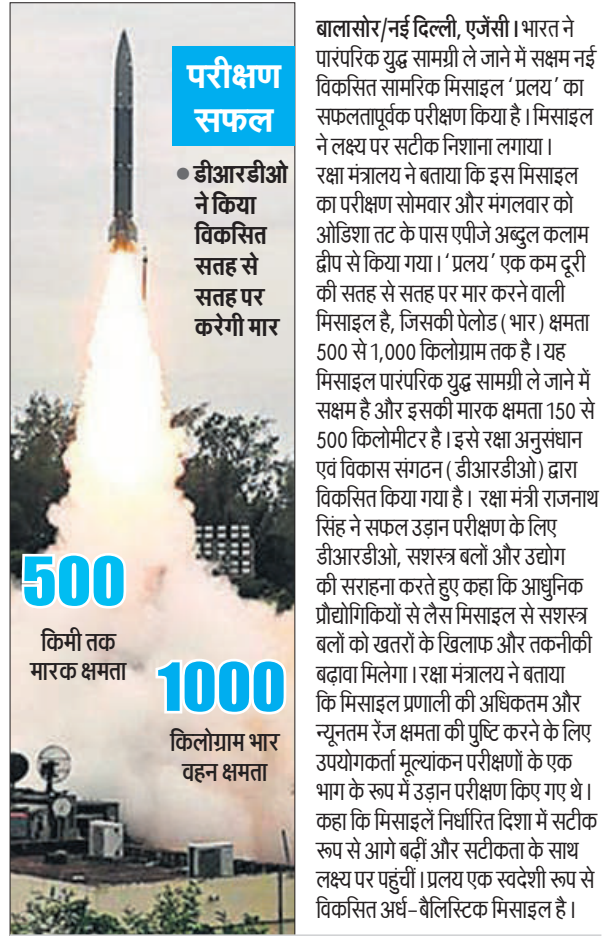 परीक्षण
सफल
• डीआरडीओ
ने किया
विकसित
सतह से
सतह पर
करेगी मार
500
किमी तक
मारक क्षमता
1000
किलोग्राम भार
वहन क्षमता
बालासोर/नई दिल्ली, एजेंसी। भारत ने
पारंपरिक युद्ध सामग्री ले जाने में सक्षम नई
विकसित सामरिक मिसाइल ‘प्रलय’ का
सफलतापूर्वक परीक्षण किया है। मिसाइल
ने लक्ष्य पर सटीक निशाना लगाया।
रक्षा मंत्रालय ने बताया कि इस मिसाइल
का परीक्षण सोमवार और मंगलवार को
ओडिशा तट के पास एपीजे अब्दुल कलाम
द्वीप से किया गया। ‘प्रलय’ एक कम दूरी
की सतह से सतह पर मार करने वाली
मिसाइल है, जिसकी पेलोड (भार) क्षमता
500 से 1,000 किलोग्राम तक है। यह
मिसाइल पारंपरिक युद्ध सामग्री ले जाने में
सक्षम है और इसकी मारक क्षमता 150 से
500 किलोमीटर है। इसे रक्षा अनुसंधान
एवं विकास संगठन (डीआरडीओ) द्वारा
विकसित किया गया है। रक्षा मंत्री राजनाथ
सिंह ने सफल उड़ान परीक्षण के लिए
डीआरडीओ, सशस्त्र बलों और उद्योग
की सराहना करते हुए कहा कि आधुनिक
प्रौद्योगिकियों से लैस मिसाइल से सशस्त्र
बलों को खतरों के खिलाफ और तकनीकी
बढ़ावा मिलेगा। रक्षा मंत्रालय ने बताया
कि मिसाइल प्रणाली की अधिकतम और
न्यूनतम रेंज क्षमता की पुष्टि करने के लिए
उपयोगकर्ता मूल्यांकन परीक्षणों के एक
भाग के रूप में उड़ान परीक्षण किए गए थे।
कहा कि मिसाइलें निर्धारित दिशा में सटीक
रूप से आगे बढ़ीं और सटीकता के साथ
लक्ष्य पर पहुंचीं। प्रलय एक स्वदेशी रूप से
विकसित अर्ध-बैलिस्टिक मिसाइल है।